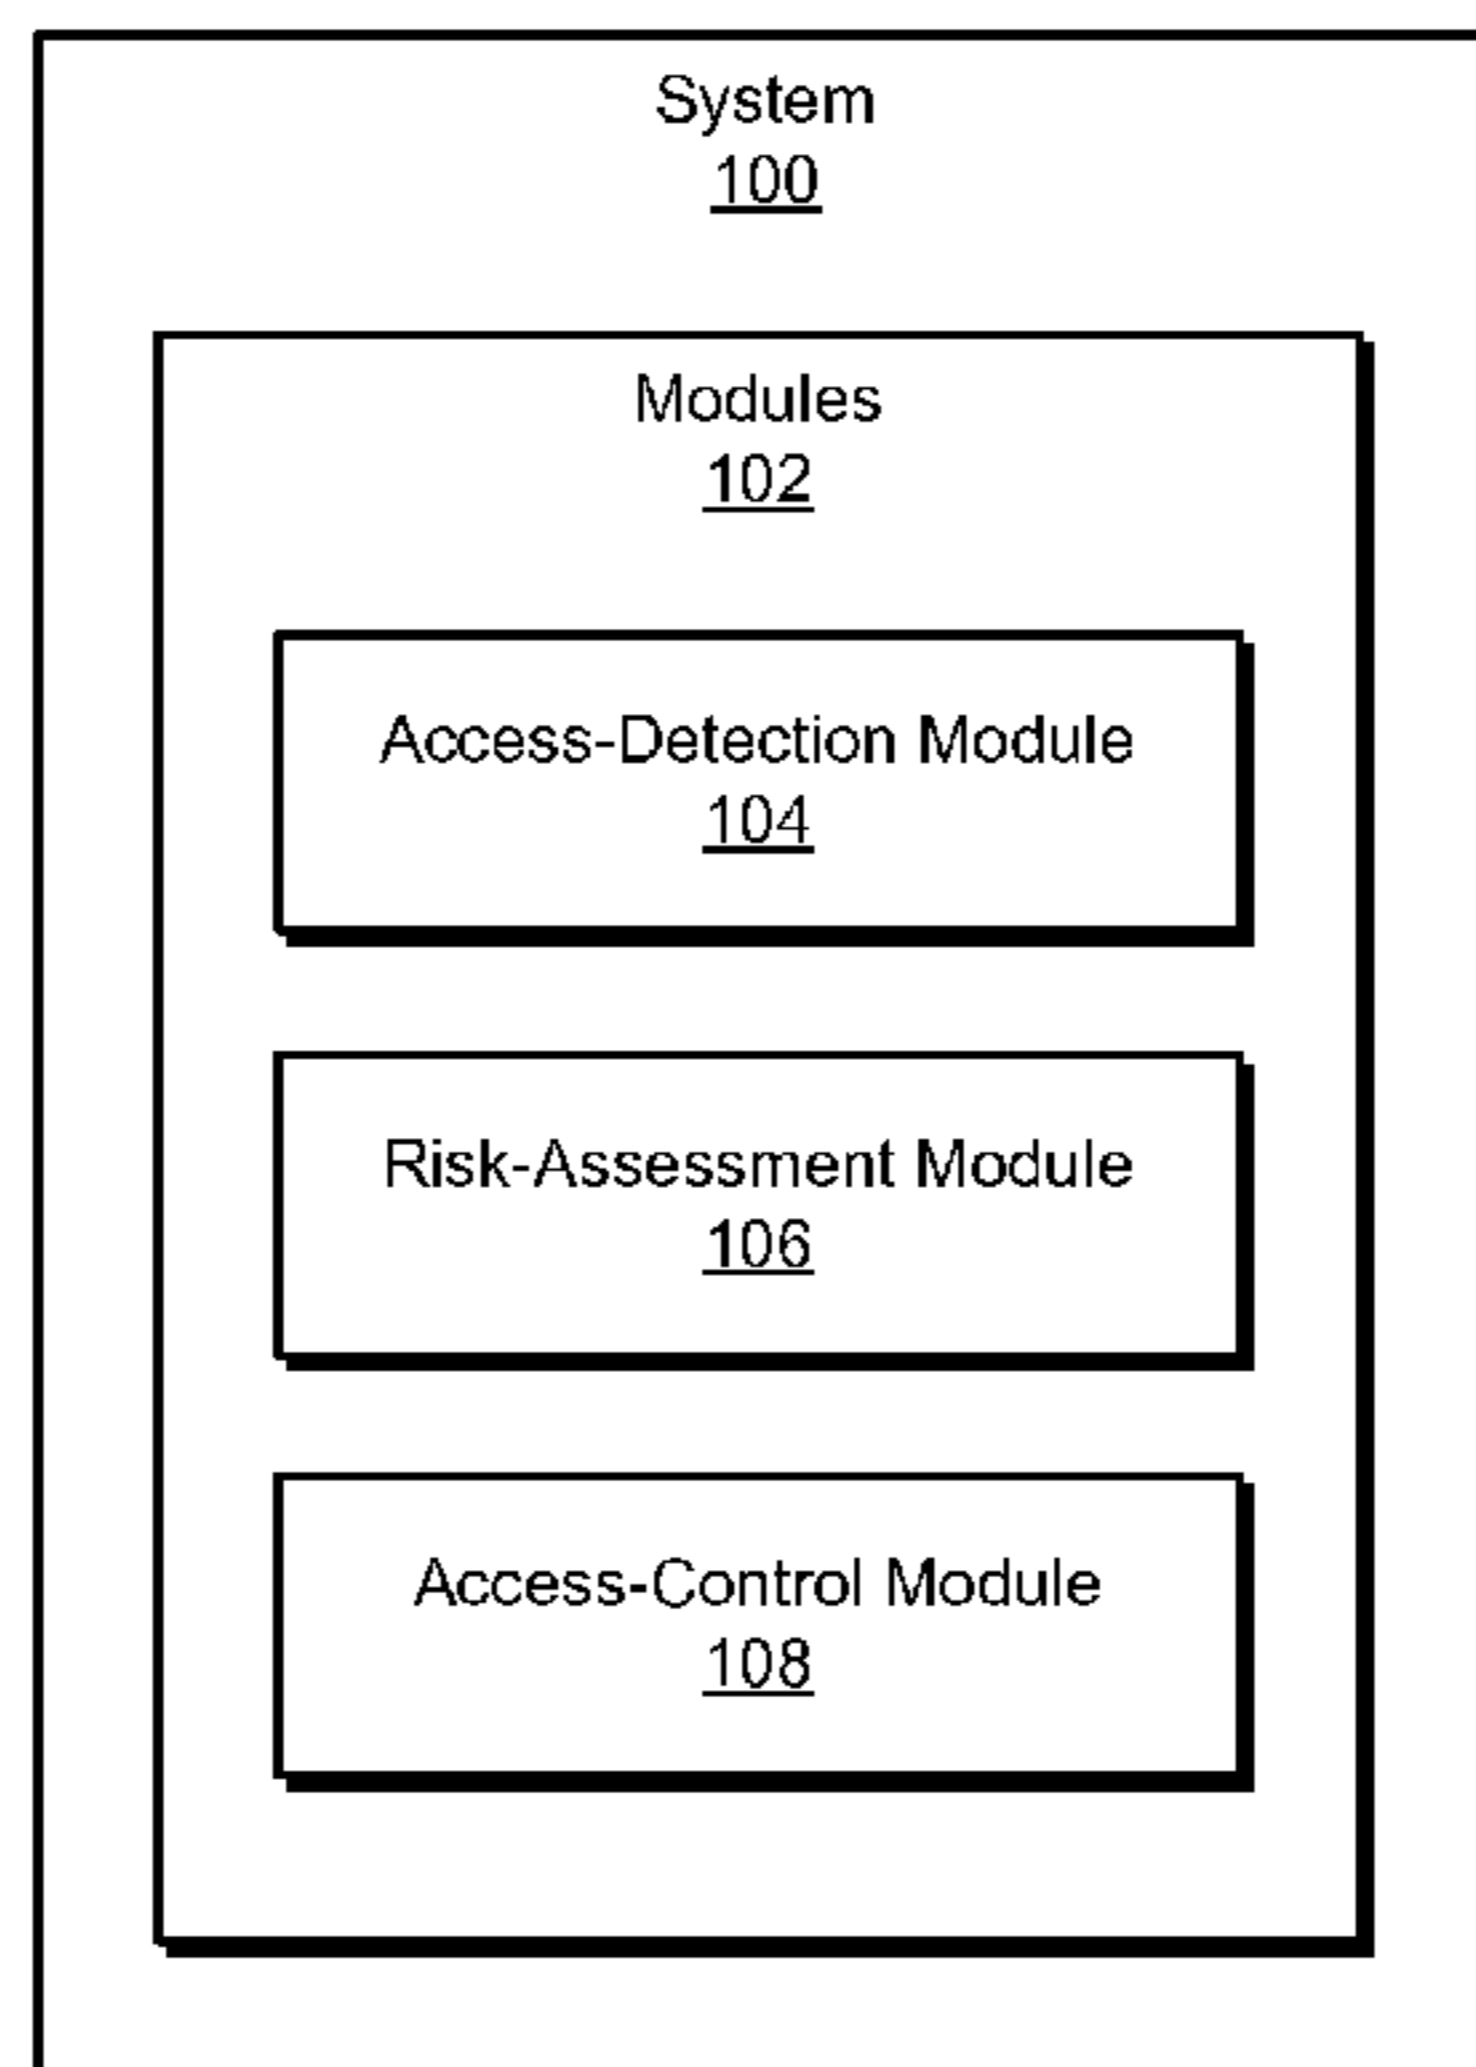 System
100
Modules
102
Access-Detection Module
104
Risk-Assessment Module
106
Access-Control Module
108